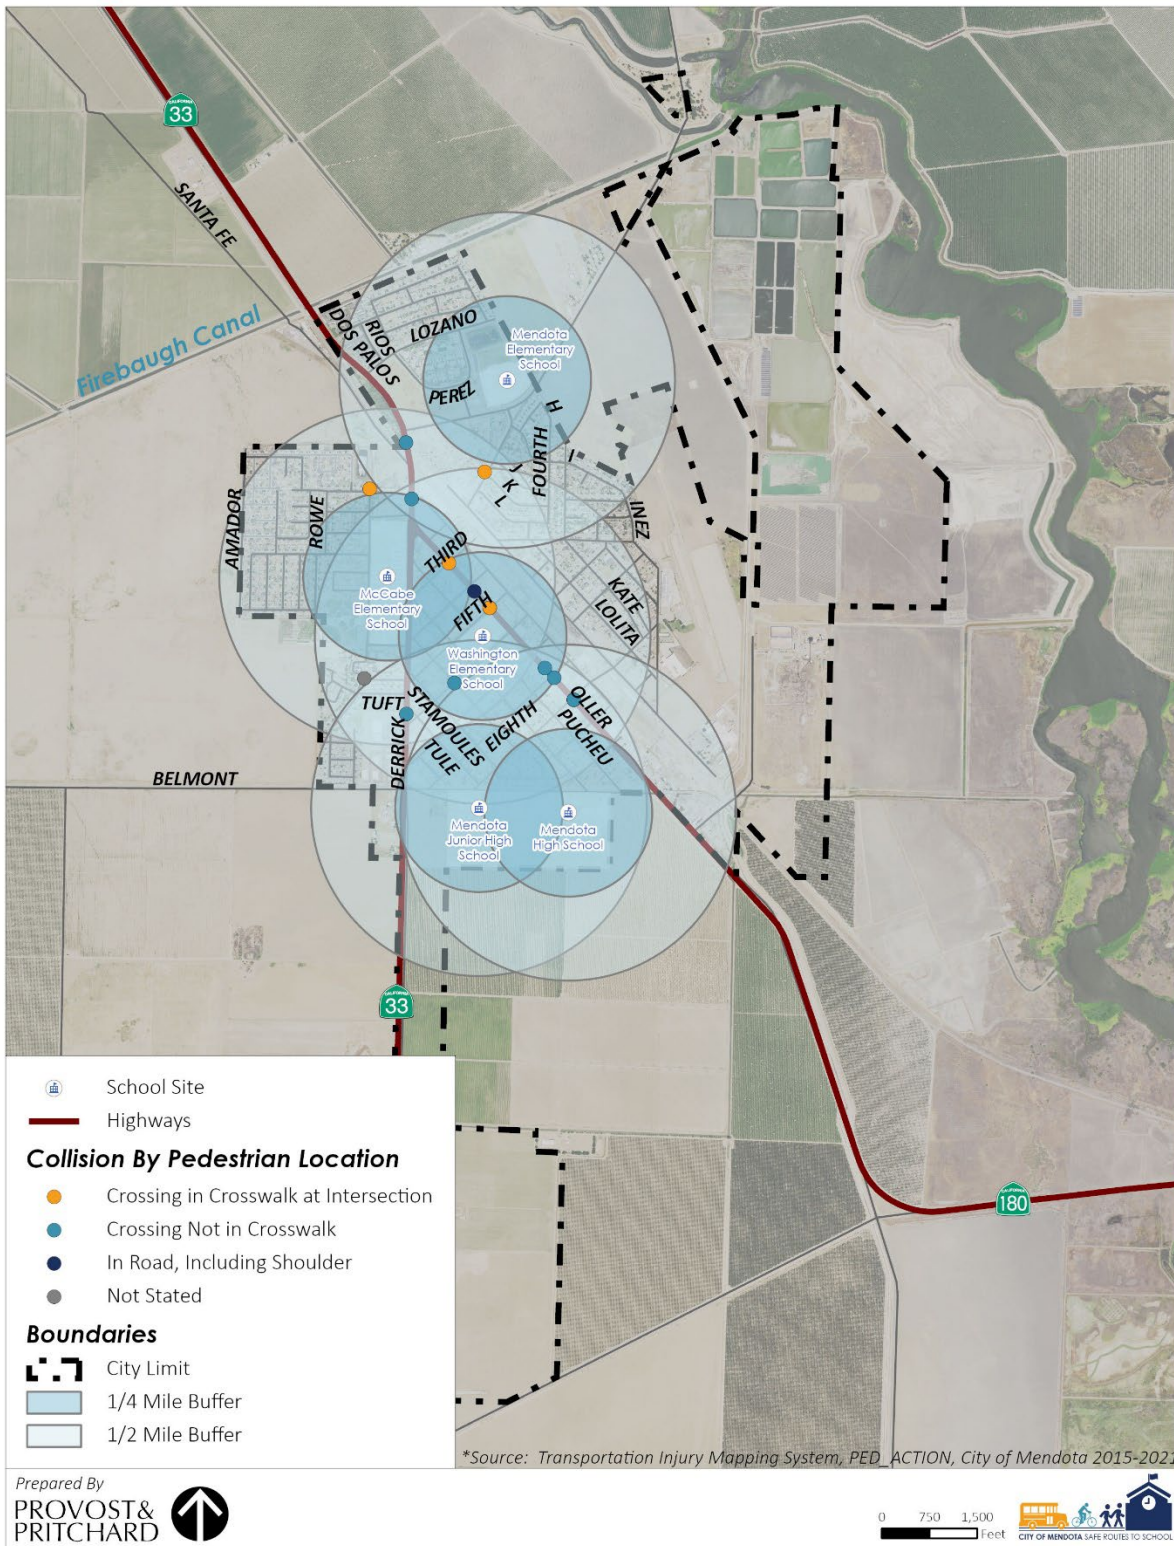 CALIFORNIA
33
SANTA FE
Firebaugh Canal
RIOS
DOS PALOS
LOZANO
Mendota
Elementary
School
PEREZ
H
I
FOURTH
J
K
L
INEZ
AMADOR
ROWE
THIRD
McCabe
Elementary
School
FIFTH
KATE
LOLITA
Washington
Elementary
School
TUFT
STAMOULES
TULE
EIGHTH
OLLER
PUCHEU
DERRICK
BELMONT
Mendota
Junior High
School
Mendota
High School
CALIFORNIA
33
CALIFORNIA
180
School Site
Highways
Collision By Pedestrian Location
Crossing in Crosswalk at Intersection
Crossing Not in Crosswalk
In Road, Including Shoulder
Not Stated
Boundaries
City Limit
1/4 Mile Buffer
1/2 Mile Buffer
*Source: Transportation Injury Mapping System, PED_ACTION, City of Mendota 2015-2021
Prepared By
PROVOST&
PRITCHARD
0 750 1,500
Feet
CITY OF MENDOTA SAFE ROUTES TO SCHOOL